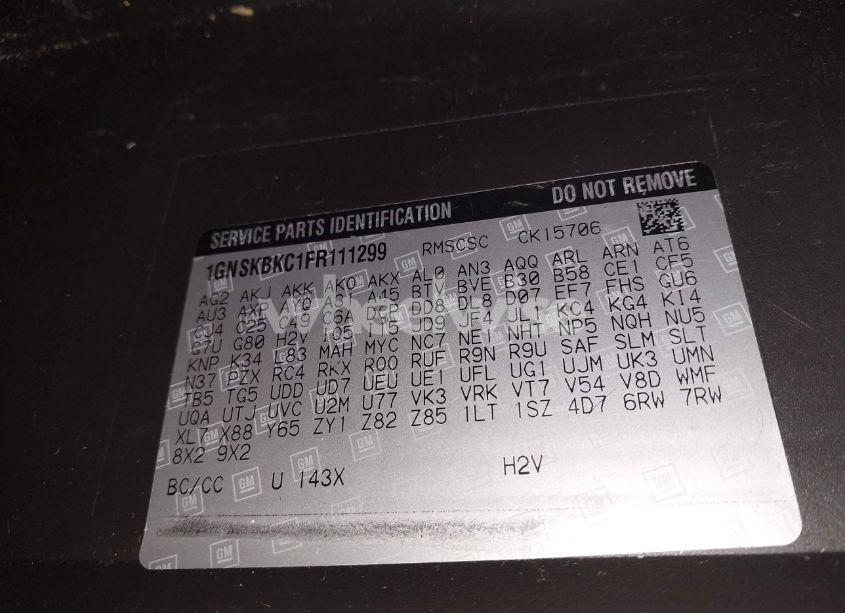 SERVICE PARTS IDENTIFICATION DO NOT REMOVE
1GNSKBKC1FR111299 RMSCSC CK15706
AG2 AKJ AKK AKO AKX AL0 AN3 AQQ ARL ARN AT6
AU3 AXP AYO A31 A45 BTV BVE B30 B58 CE1 CF5
CJ4 C25 C49 C6A DCP DD8 DL8 D07 EF7 FHS GU6
G7U G80 H2V IO5 JD9 JF4 JL1 KC4 KG4 KI4
KNP K34 L83 MAH MYC NC7 NE1 NHT NP5 NQH NU5
N37 PZX RC4 RKX R00 RUF R9N R9U SAF SLM SLT
TB5 TG5 UDD UD7 UEU UE1 UFL UG1 UJM UK3 UMN
UQA UTJ UVC U2M U77 VK3 VRK VT7 V54 V8D WMF
XL7 X88 Y65 ZY1 Z82 Z85 1LT 1SZ 4D7 6RW 7RW
8X2 9X2
BC/CC U 143X H2V